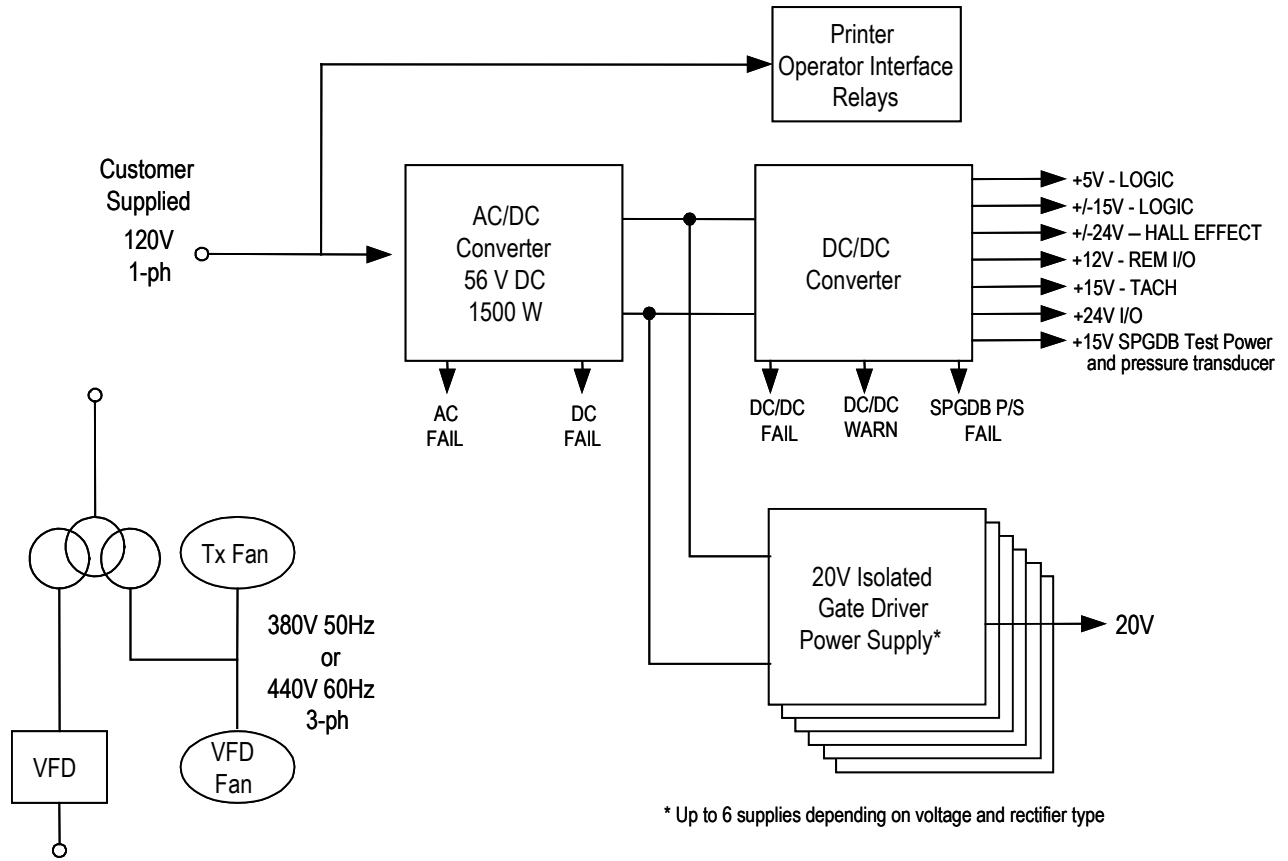 Printer
Operator Interface
Relays
Customer
Supplied
120V
1-ph
AC/DC
Converter
56 V DC
1500 W
DC/DC
Converter
+5V - LOGIC
+/-15V - LOGIC
+/-24V – HALL EFFECT
+12V - REM I/O
+15V - TACH
+24V I/O
+15V SPGDB Test Power
and pressure transducer
AC
FAIL
DC
FAIL
DC/DC
FAIL
DC/DC
WARN
SPGDB P/S
FAIL
Tx Fan
380V 50Hz
or
440V 60Hz
3-ph
VFD
VFD
Fan
20V Isolated
Gate Driver
Power Supply*
20V
* Up to 6 supplies depending on voltage and rectifier type